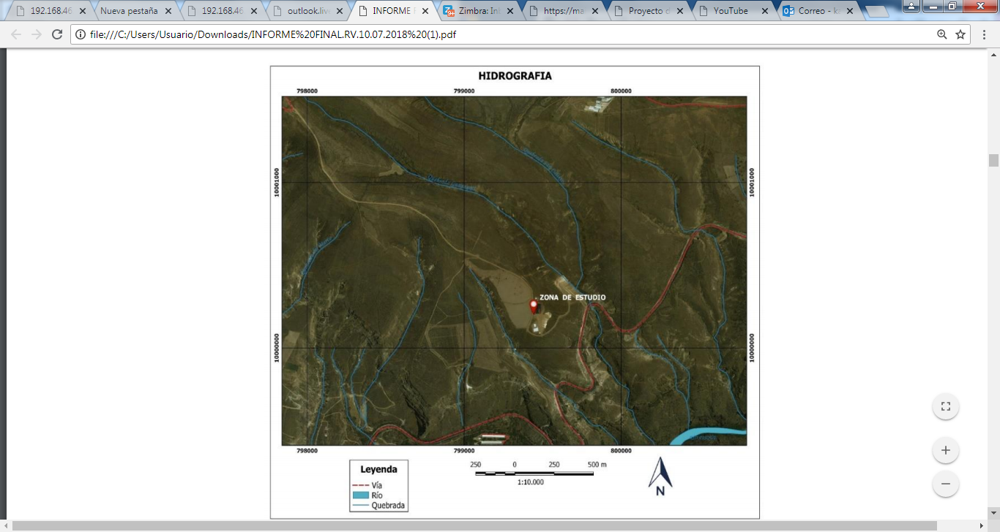 192.168.46
Nueva pestaña
192.168.46
outlook.live
INFORME F
Zimbra: Inl
https://ma
Proyecto d
YouTube
Correo - k
file:///C:/Users/Usuario/Downloads/INFORME%20FINAL.RV.10.07.2018%20(1).pdf
HIDROGRAFIA
798000 799000 800000
10001000 10001000
ZONA DE ESTUDIO
10000000 10000000
798000 799000 800000
Leyenda
Vía
Río
Quebrada
250 0 250 500 m
1:10.000
N